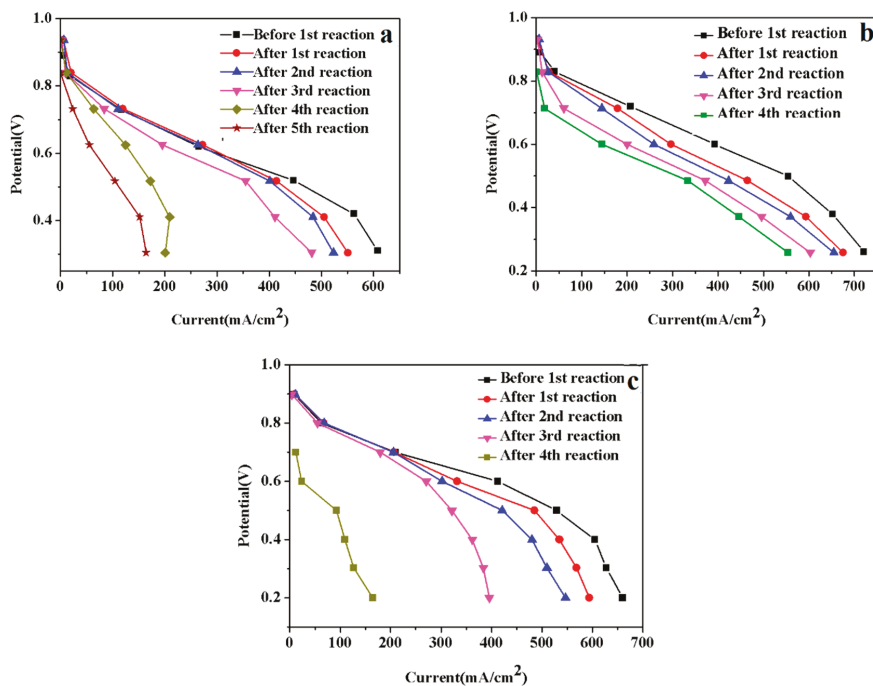 a
Before 1st reaction
After 1st reaction
After 2nd reaction
After 3rd reaction
After 4th reaction
After 5th reaction
Potential(V)
1.0
0.8
0.6
0.4
0 100 200 300 400 500 600
Current(mA/cm²)
b
Before 1st reaction
After 1st reaction
After 2nd reaction
After 3rd reaction
After 4th reaction
Potential(V)
1.0
0.8
0.6
0.4
0.2
0 100 200 300 400 500 600 700
Current(mA/cm²)
c
Before 1st reaction
After 1st reaction
After 2nd reaction
After 3rd reaction
After 4th reaction
Potential(V)
1.0
0.8
0.6
0.4
0.2
0 100 200 300 400 500 600 700
Current(mA/cm²)